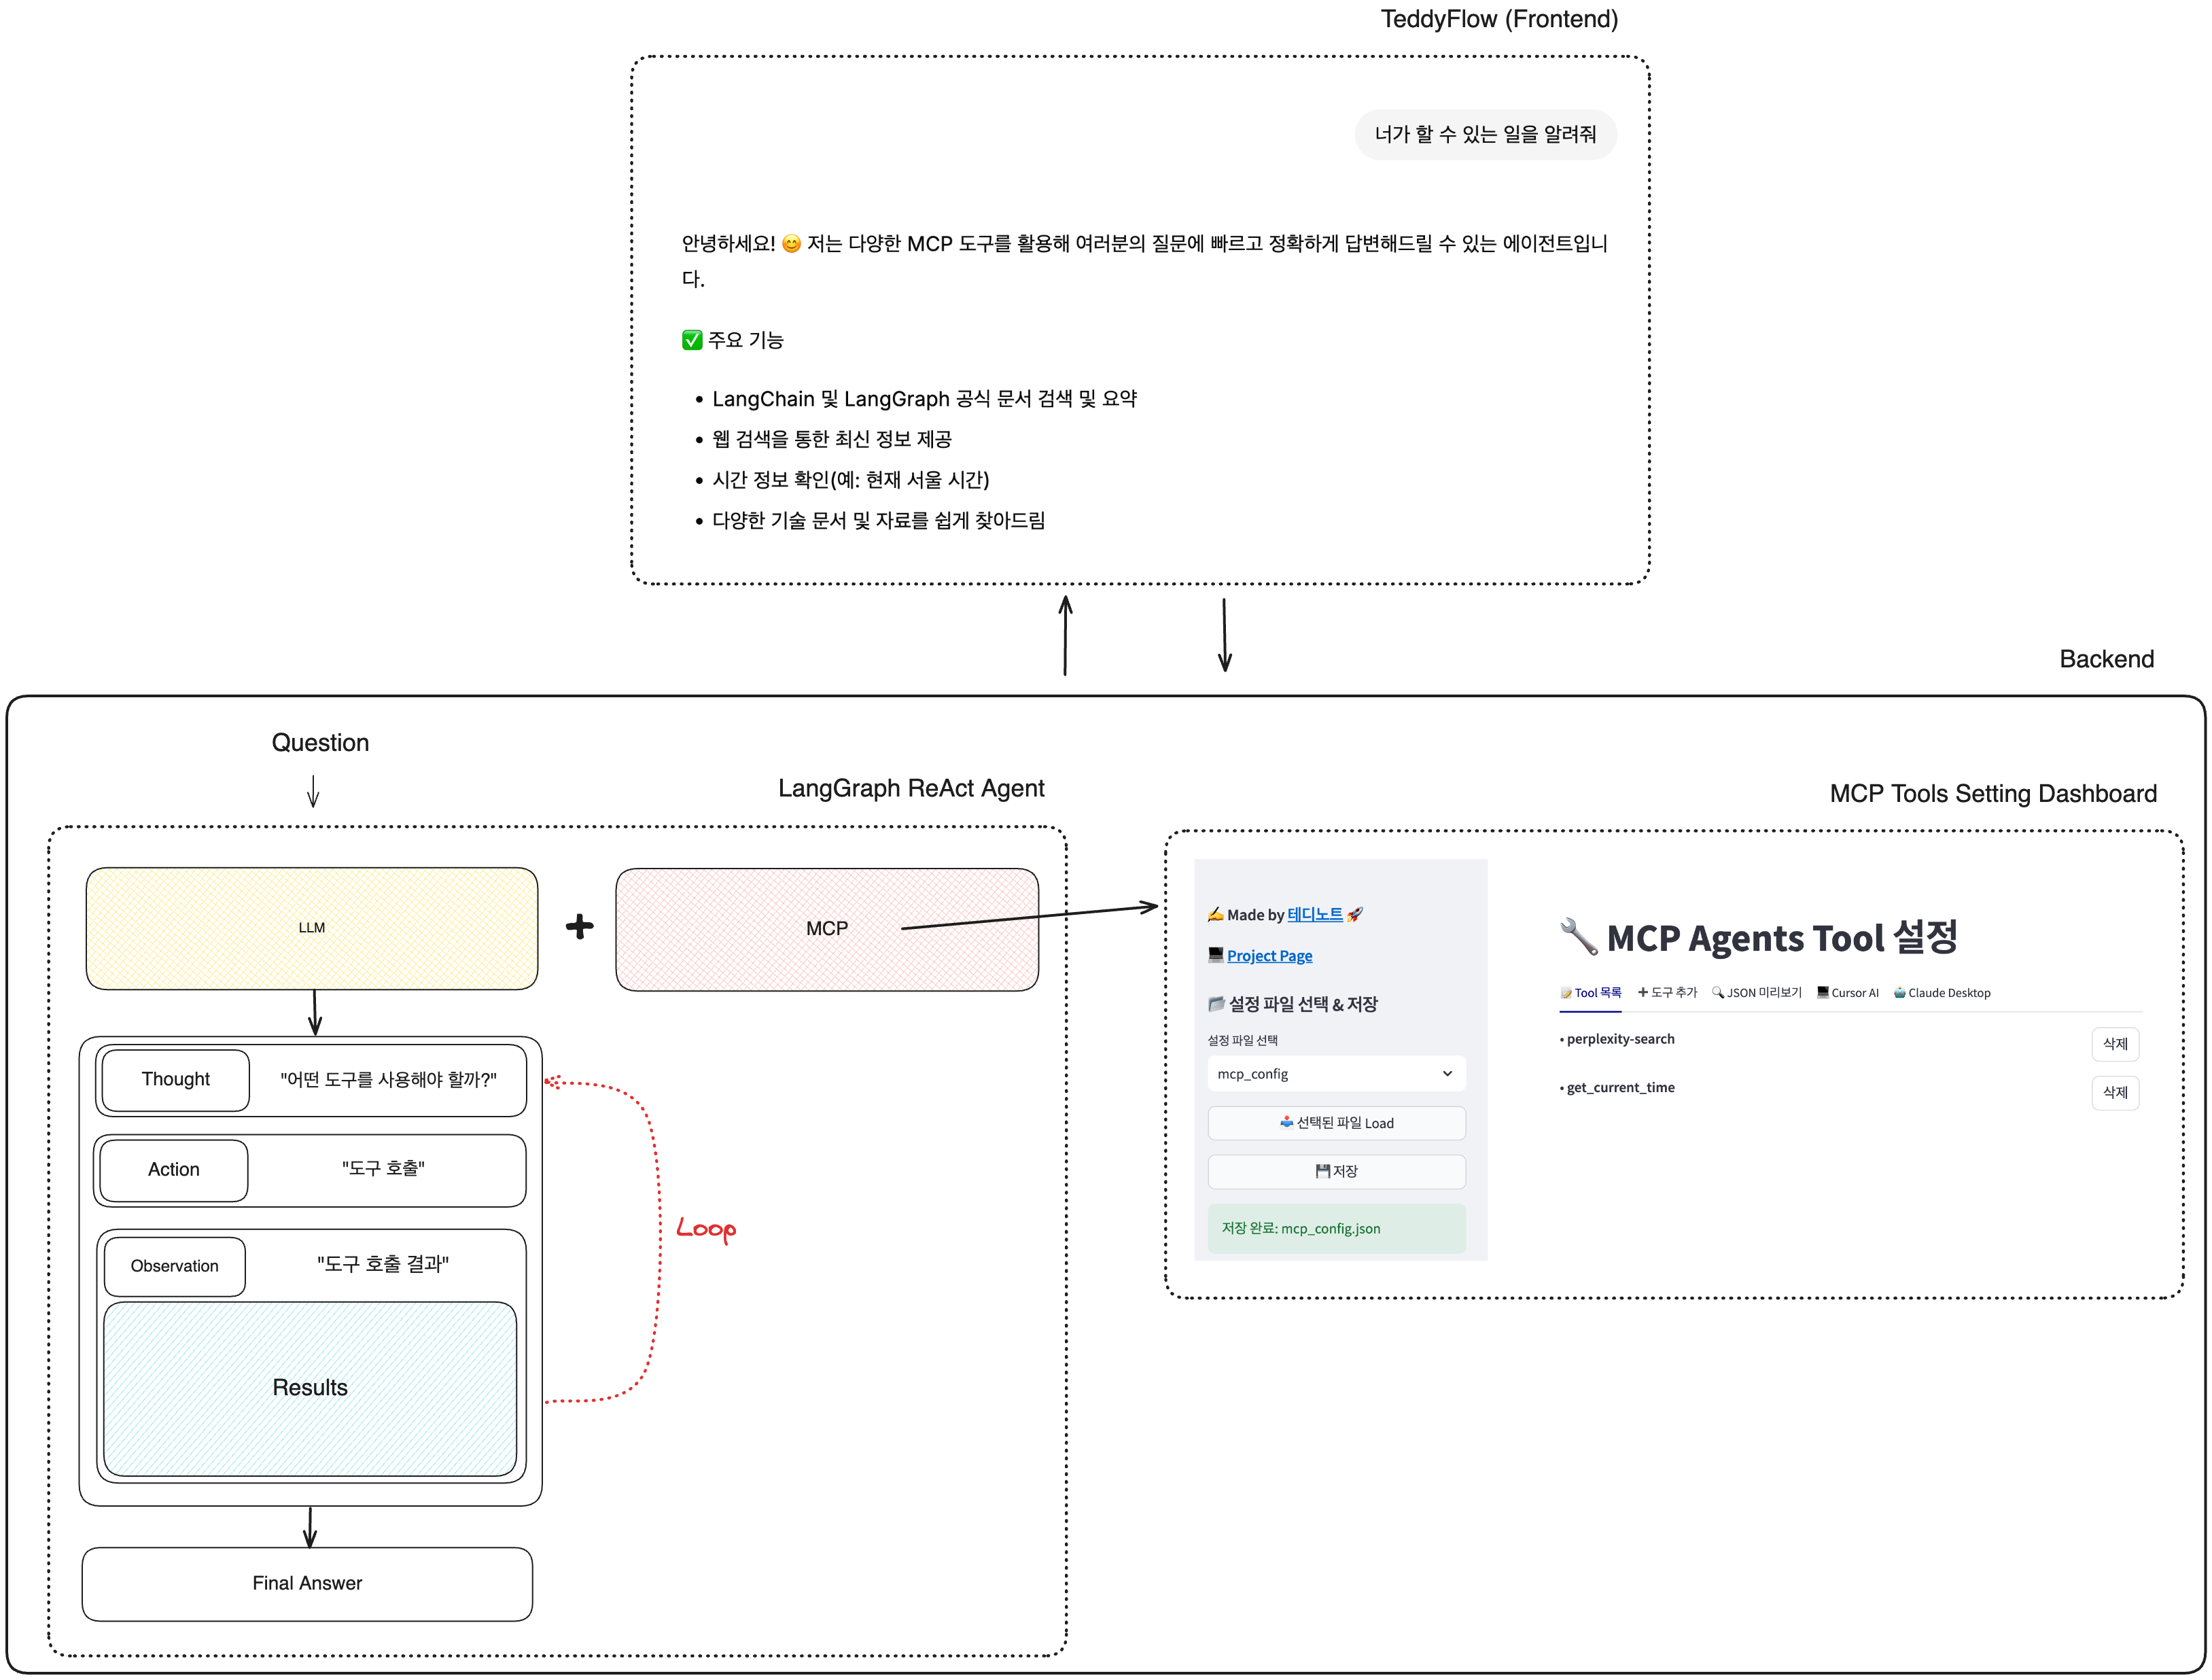 TeddyFlow (Frontend)
너가 할 수 있는 일을 알려줘
안녕하세요! 😊 저는 다양한 MCP 도구를 활용해 여러분의 질문에 빠르고 정확하게 답변해드릴 수 있는 에이전트입니
다.
✅ 주요 기능
• LangChain 및 LangGraph 공식 문서 검색 및 요약
• 웹 검색을 통한 최신 정보 제공
• 시간 정보 확인(예: 현재 서울 시간)
• 다양한 기술 문서 및 자료를 쉽게 찾아드림
Backend
Question
LangGraph ReAct Agent
LLM
+
MCP
Thought
"어떤 도구를 사용해야 할까?"
Action
"도구 호출"
Observation
"도구 호출 결과"
Results
Loop
Final Answer
MCP Tools Setting Dashboard
✍️ Made by 테디노트 🚀
💻 Project Page
📂 설정 파일 선택 & 저장
설정 파일 선택
mcp_config
📤 선택된 파일 Load
💾 저장
저장 완료: mcp_config.json
🔧 MCP Agents Tool 설정
📝 Tool 목록 ➕ 도구 추가 🔍 JSON 미리보기 💻 Cursor AI 🤖 Claude Desktop
• perplexity-search 삭제
• get_current_time 삭제